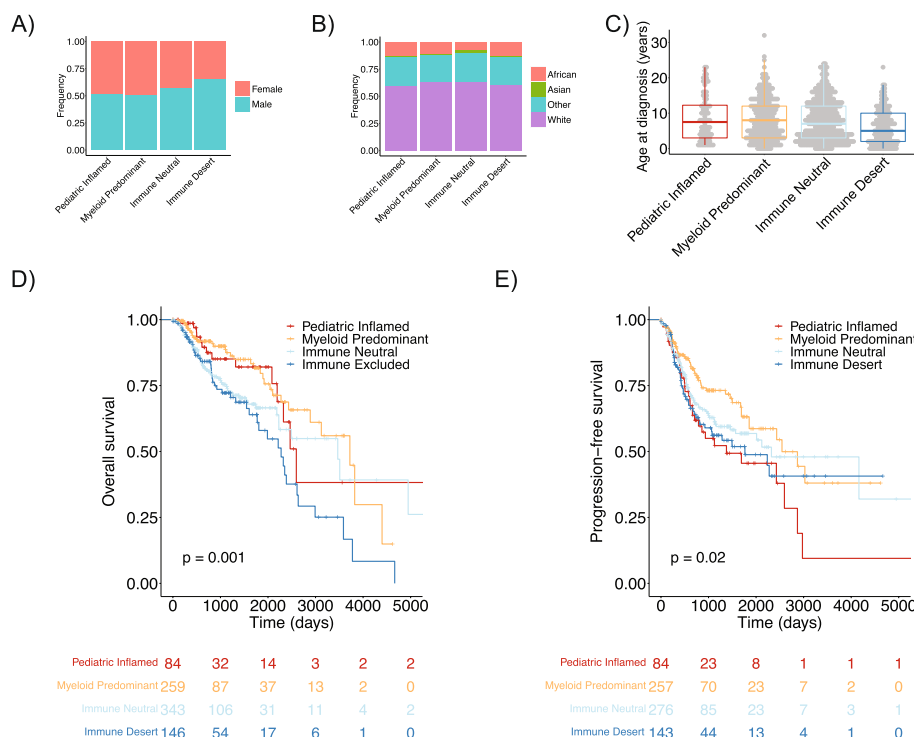 A)
B)
C)
1.00
0.75
0.50
0.25
0.00
Frequency
Female
Male
Pediatric Inflamed
Myeloid Predominant
Immune Neutral
Immune Desert
1.00
0.75
0.50
0.25
0.00
Frequency
African
Asian
Other
White
Pediatric Inflamed
Myeloid Predominant
Immune Neutral
Immune Desert
Age at diagnosis (years)
30
20
10
0
Pediatric Inflamed
Myeloid Predominant
Immune Neutral
Immune Desert
D)
Overall survival
1.00
0.75
0.50
0.25
0.00
Pediatric Inflamed
Myeloid Predominant
Immune Neutral
Immune Excluded
p = 0.001
0 1000 2000 3000 4000 5000
Time (days)
Pediatric Inflamed 84 32 14 3 2 2
Myeloid Predominant 259 87 37 13 2 0
Immune Neutral 343 106 31 11 4 2
Immune Desert 146 54 17 6 1 0
E)
Progression-free survival
1.00
0.75
0.50
0.25
0.00
Pediatric Inflamed
Myeloid Predominant
Immune Neutral
Immune Desert
p = 0.02
0 1000 2000 3000 4000 5000
Time (days)
Pediatric Inflamed 84 23 8 1 1 1
Myeloid Predominant 257 70 23 7 2 0
Immune Neutral 276 85 23 7 3 1
Immune Desert 143 44 13 4 1 0